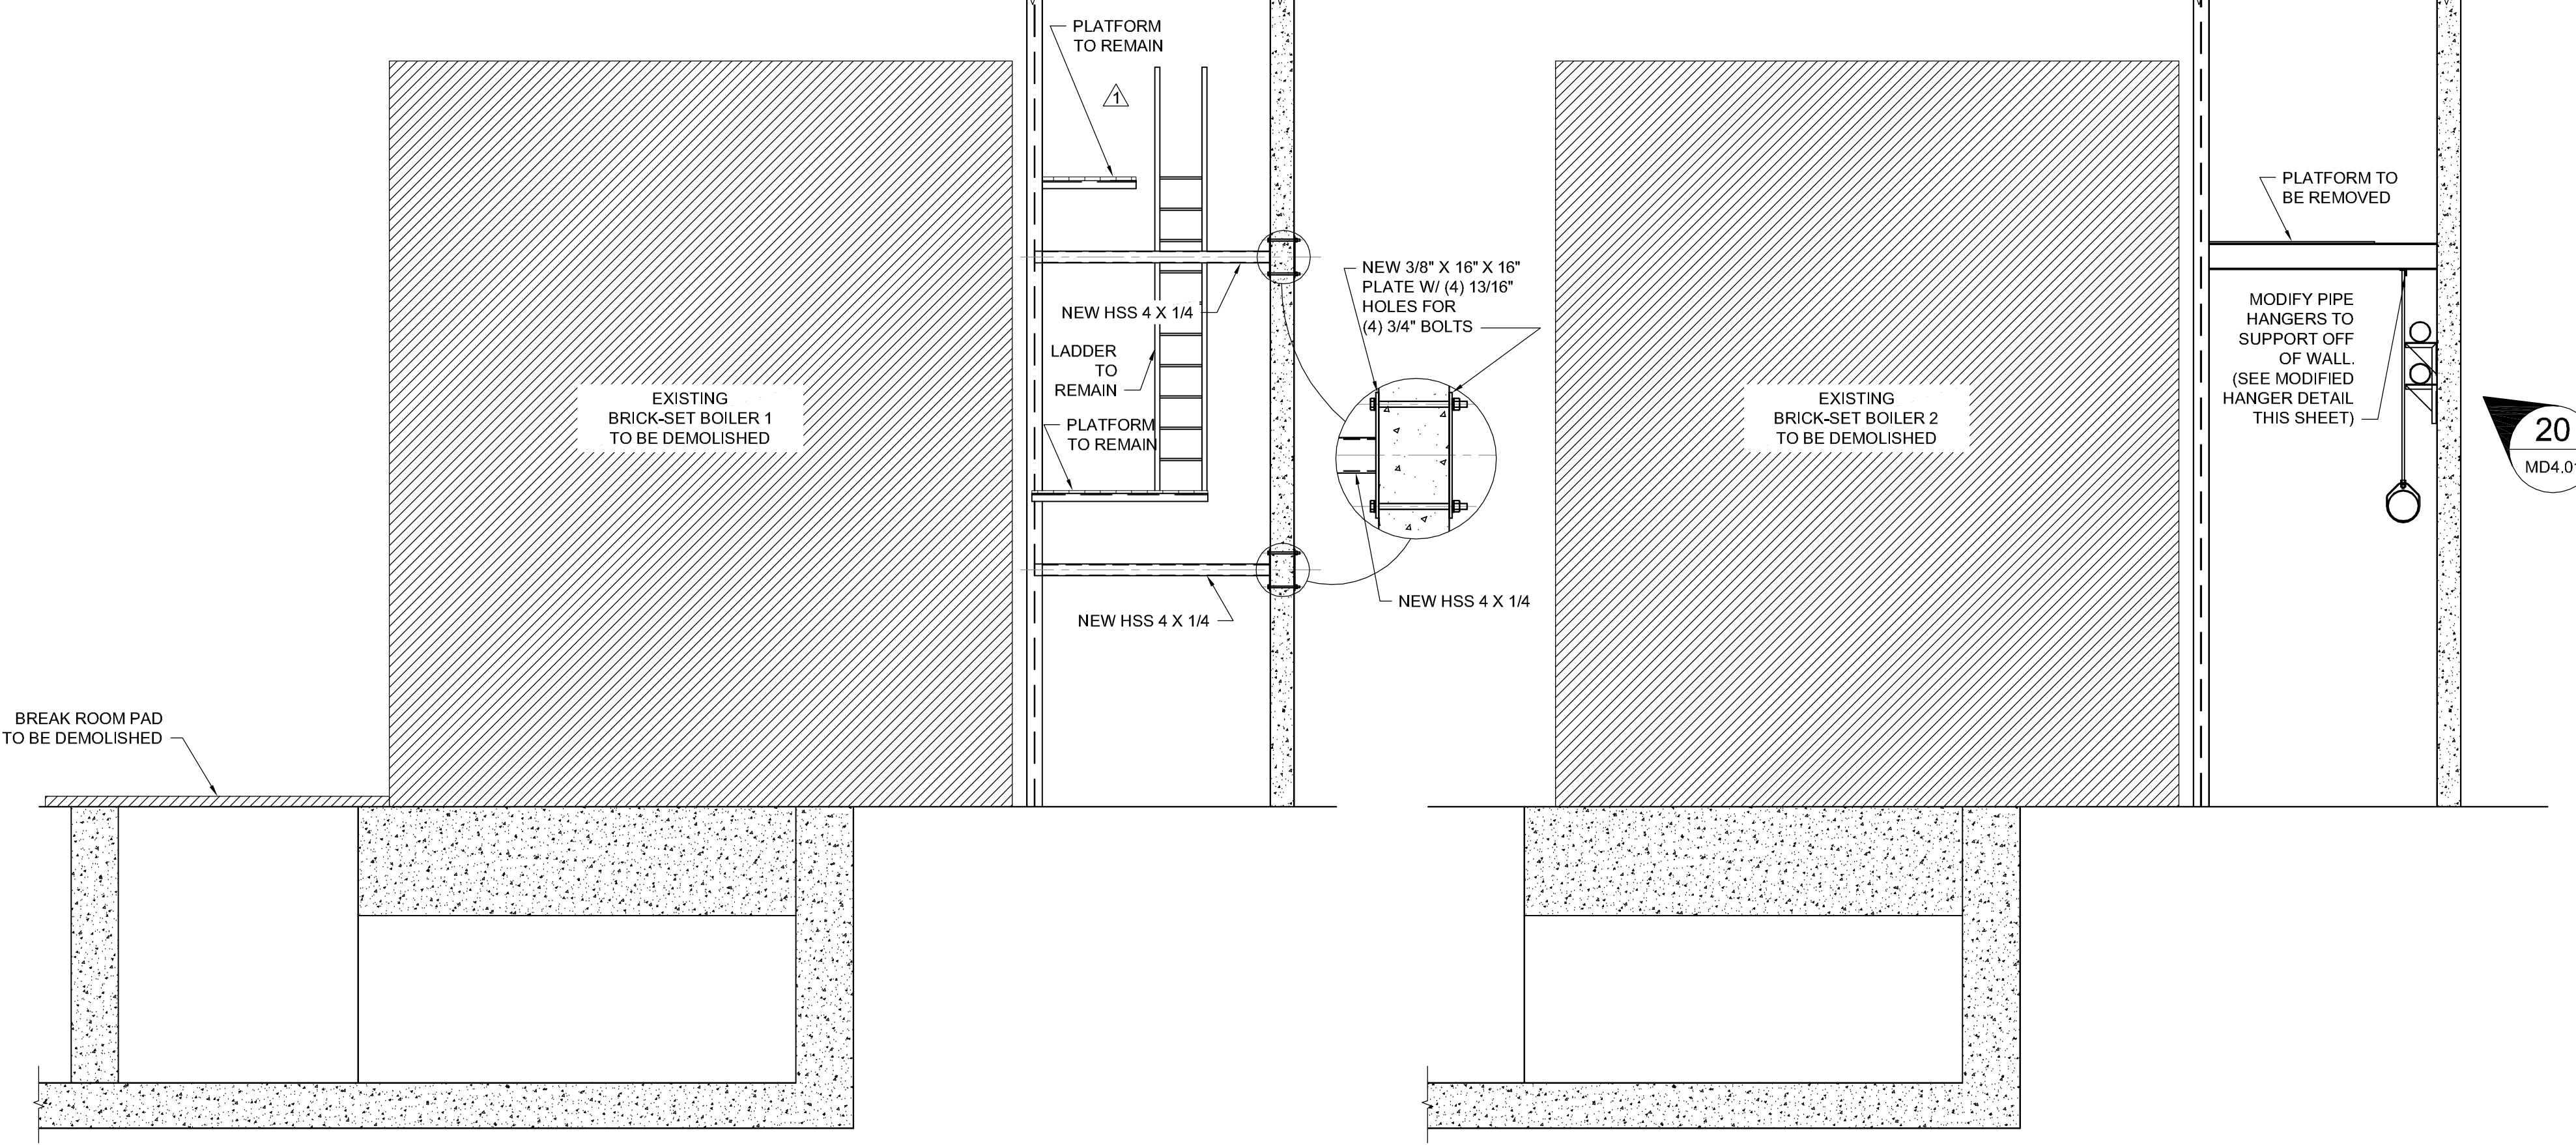 PLATFORM
TO REMAIN
1
EXISTING
BRICK-SET BOILER 1
TO BE DEMOLISHED
NEW HSS 4 X 1/4
LADDER
TO
REMAIN
PLATFORM
TO REMAIN
NEW HSS 4 X 1/4
BREAK ROOM PAD
TO BE DEMOLISHED
NEW 3/8" X 16" X 16"
PLATE W/ (4) 13/16"
HOLES FOR
(4) 3/4" BOLTS
NEW HSS 4 X 1/4
EXISTING
BRICK-SET BOILER 2
TO BE DEMOLISHED
PLATFORM TO
BE REMOVED
MODIFY PIPE
HANGERS TO
SUPPORT OFF
OF WALL.
(SEE MODIFIED
HANGER DETAIL
THIS SHEET)
20
MD4.01